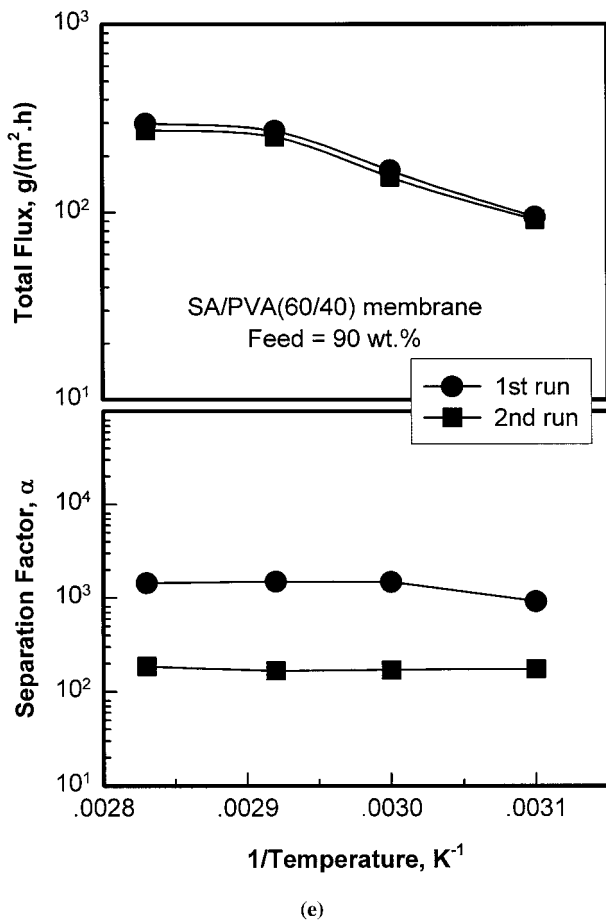 10³
10²
10¹
Total Flux, g/(m².h)
SA/PVA(60/40) membrane
Feed = 90 wt.%
1st run
2nd run
10⁴
10³
10²
10¹
Separation Factor, α
.0028 .0029 .0030 .0031
1/Temperature, K⁻¹
(e)